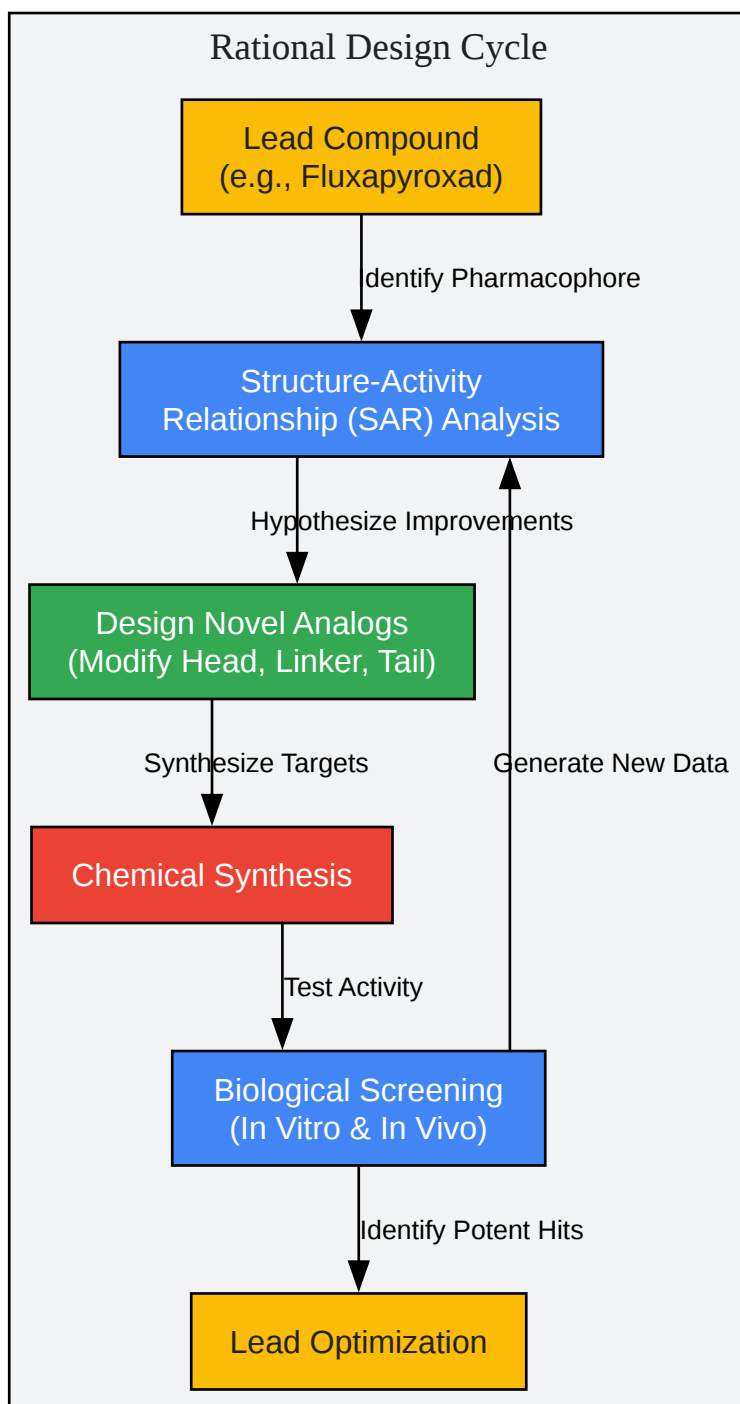 Rational Design Cycle
Lead Compound
(e.g., Fluxapyroxad)
Identify Pharmacophore
Structure-Activity
Relationship (SAR) Analysis
Hypothesize Improvements
Design Novel Analogs
(Modify Head, Linker, Tail)
Synthesize Targets
Generate New Data
Chemical Synthesis
Test Activity
Biological Screening
(In Vitro & In Vivo)
Identify Potent Hits
Lead Optimization